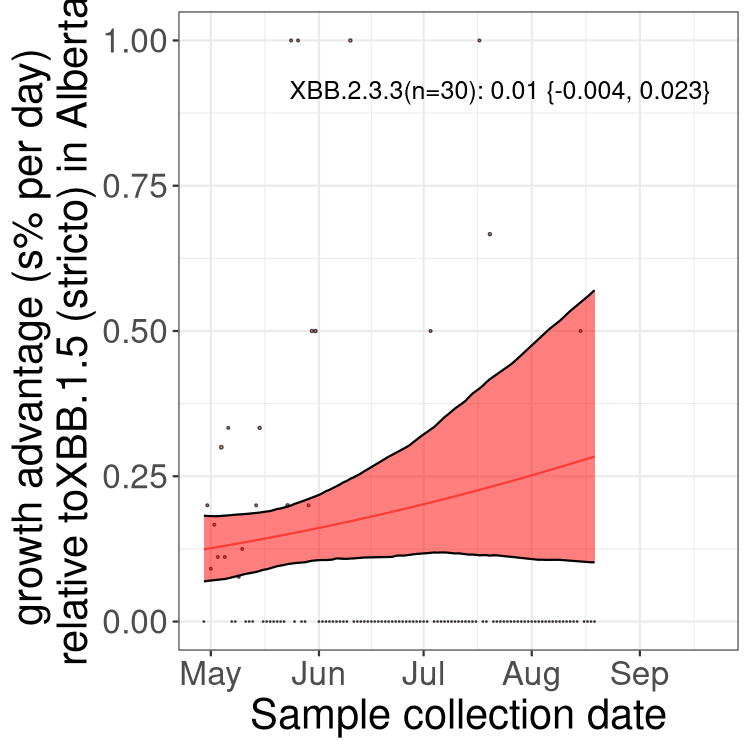 growth advantage (s% per day)
relative toXBB.1.5 (stricto) in Alberta
1.00
0.75
0.50
0.25
0.00
XBB.2.3.3(n=30): 0.01 {-0.004, 0.023}
May Jun Jul Aug Sep
Sample collection date